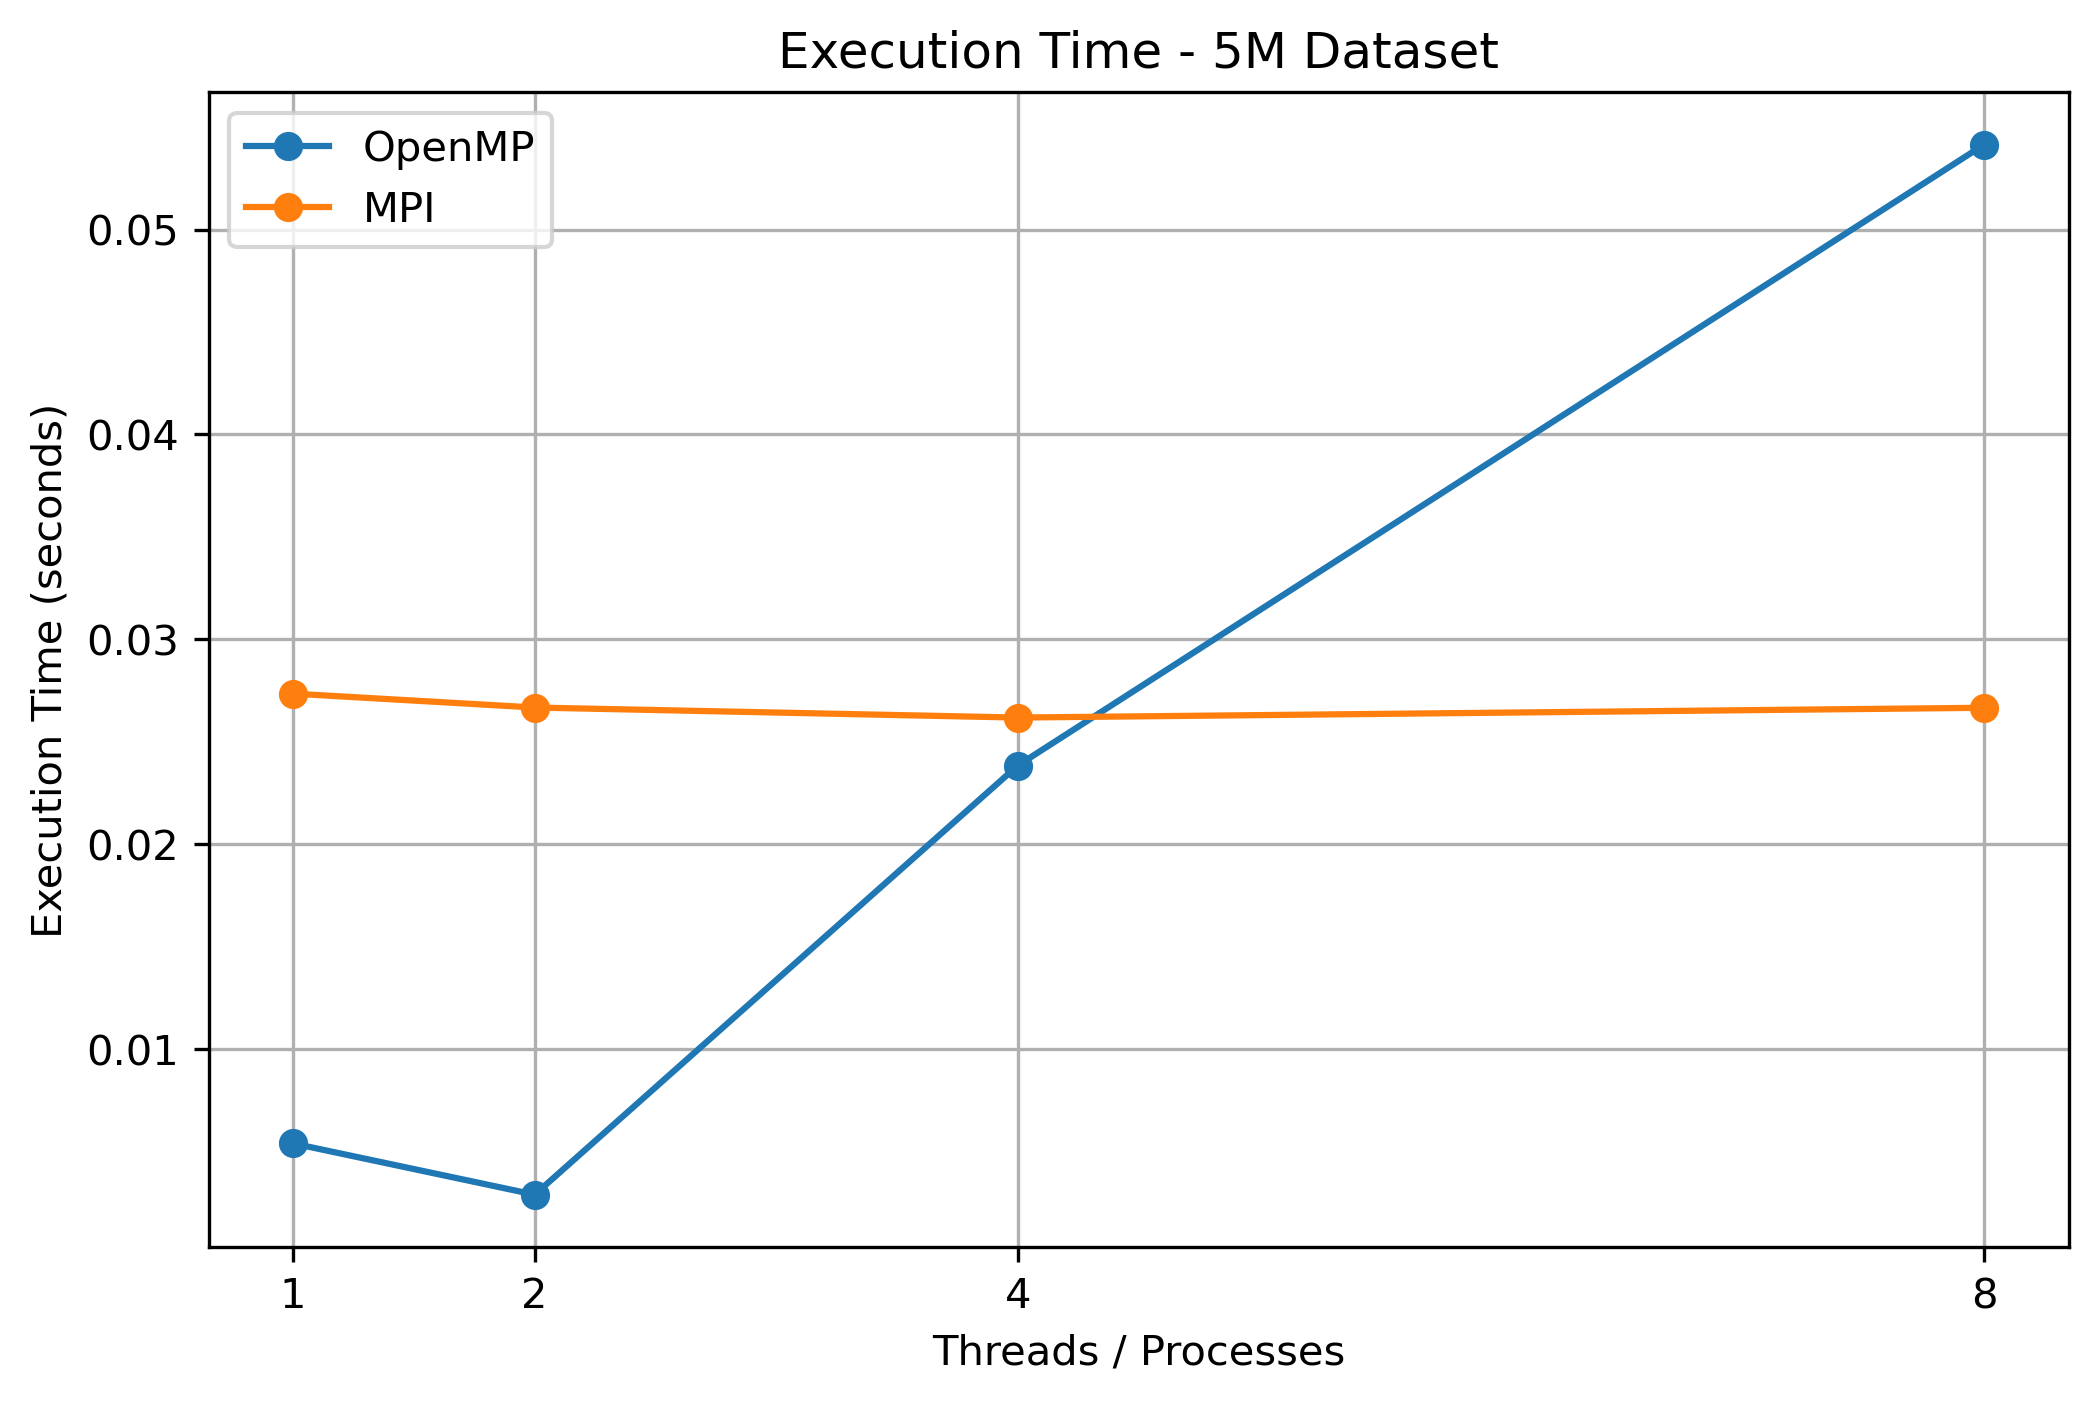 Execution Time - 5M Dataset
OpenMP
MPI
0.05
0.04
0.03
0.02
0.01
Execution Time (seconds)
1 2 4 8
Threads / Processes